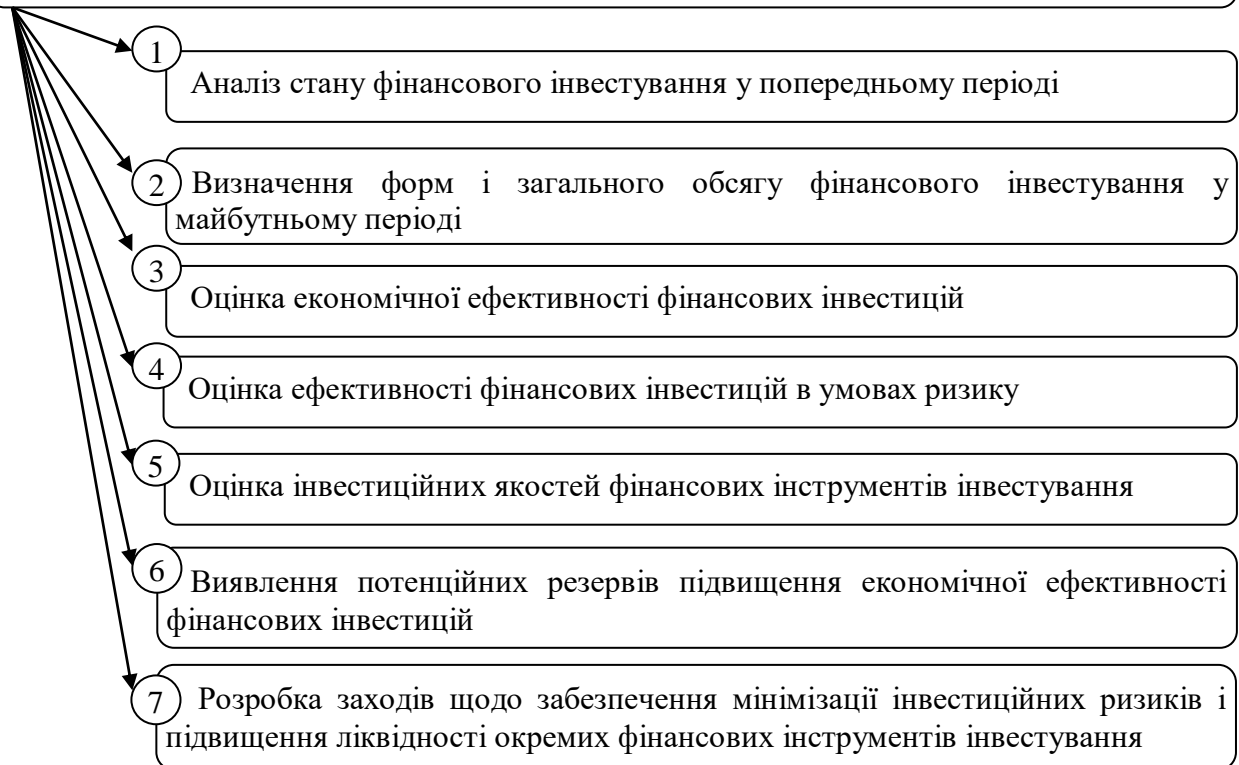 1
Аналіз стану фінансового інвестування у попередньому періоді
2
Визначення форм і загального обсягу фінансового інвестування у
майбутньому періоді
3
Оцінка економічної ефективності фінансових інвестицій
4
Оцінка ефективності фінансових інвестицій в умовах ризику
5
Оцінка інвестиційних якостей фінансових інструментів інвестування
6
Виявлення потенційних резервів підвищення економічної ефективності
фінансових інвестицій
7
Розробка заходів щодо забезпечення мінімізації інвестиційних ризиків і
підвищення ліквідності окремих фінансових інструментів інвестування